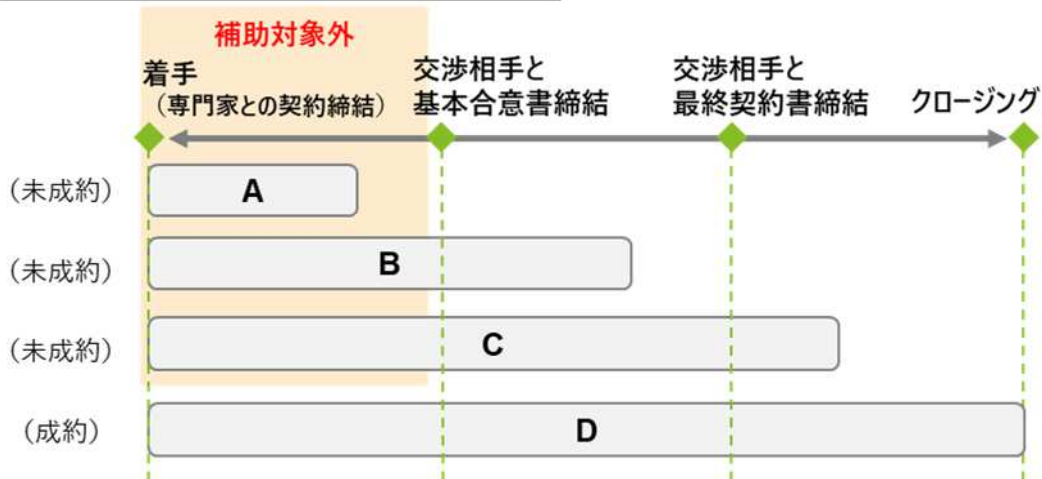 補助対象外
着手
（専門家との契約締結）
交渉相手と
基本合意書締結
交渉相手と
最終契約書締結
クロージング
（未成約）
A
（未成約）
B
（未成約）
C
（成約）
D